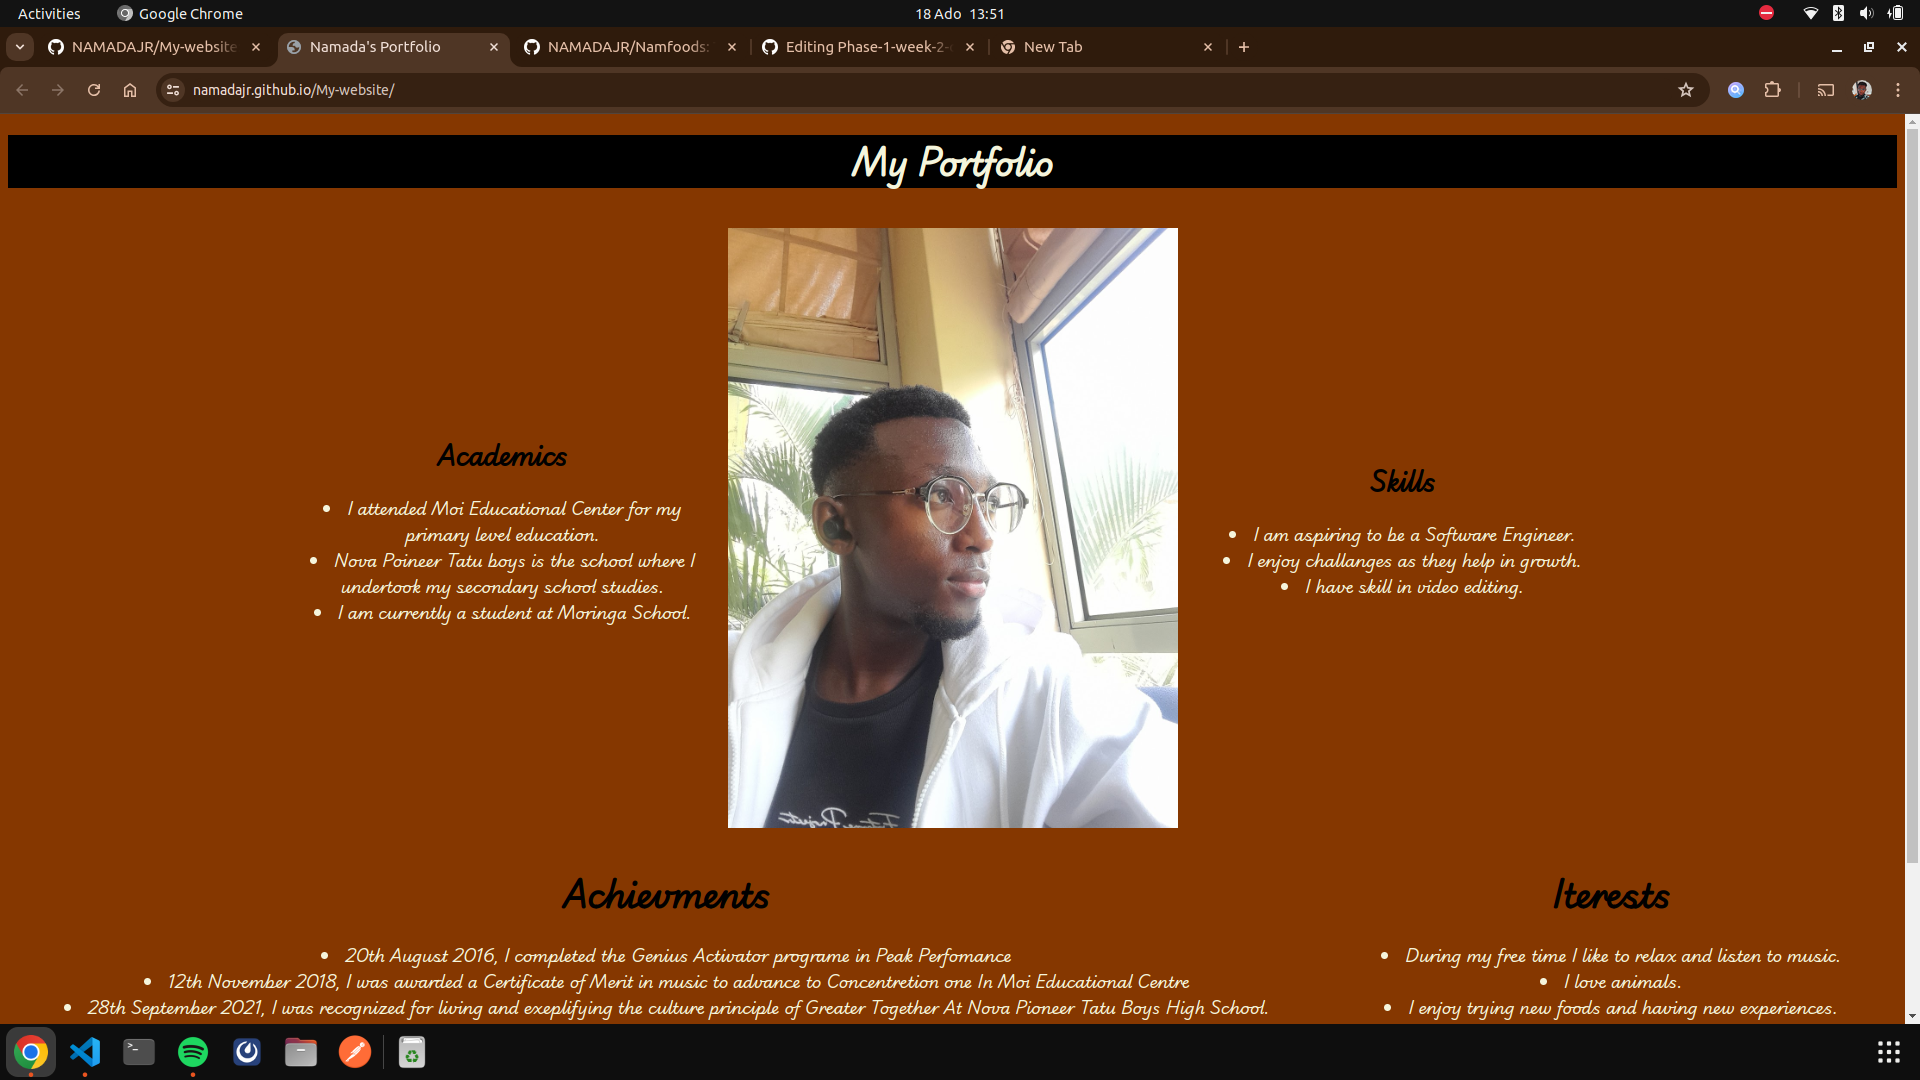 Activities
Google Chrome
18 Ado 13:51
NAMADAJR/My-website
Namada's Portfolio
NAMADAJR/Namfoods:
Editing Phase-1-week-2-
New Tab
namadajr.github.io/My-website/
My Portfolio
Academics
I attended Moi Educational Center for my
primary level education.
Nova Poineer Tatu boys is the school where I
undertook my secondary school studies.
I am currently a student at Moringa School.
Skills
I am aspiring to be a Software Engineer.
I enjoy challanges as they help in growth.
I have skill in video editing.
Achievments
20th August 2016, I completed the Genius Activator programe in Peak Perfomance
12th November 2018, I was awarded a Certificate of Merit in music to advance to Concentretion one In Moi Educational Centre
28th September 2021, I was recognized for living and exeplifying the culture principle of Greater Together At Nova Pioneer Tatu Boys High School.
Iterests
During my free time I like to relax and listen to music.
I love animals.
I enjoy trying new foods and having new experiences.